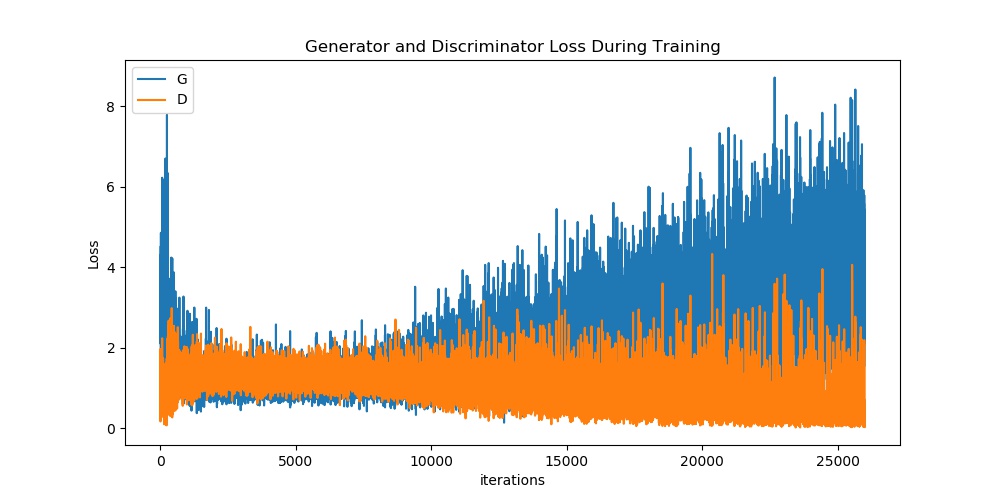 Generator and Discriminator Loss During Training
G
D
Loss
8
6
4
2
0
0 5000 10000 15000 20000 25000
iterations